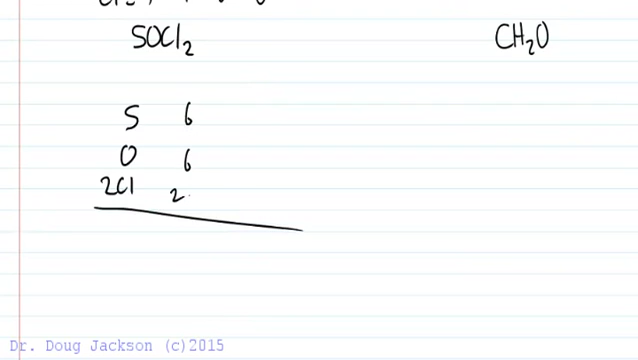 SOCl₂ CH₂O
S 6
O 6
2Cl 2
Dr. Doug Jackson (c)2015